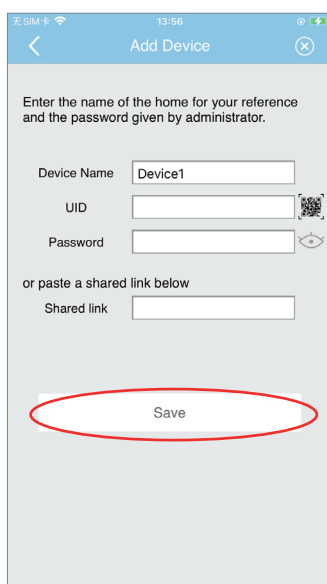 无SIM卡 13:56
Add Device
Enter the name of the home for your reference
and the password given by administrator.
Device Name Device1
UID
Password
or paste a shared link below
Shared link
Save